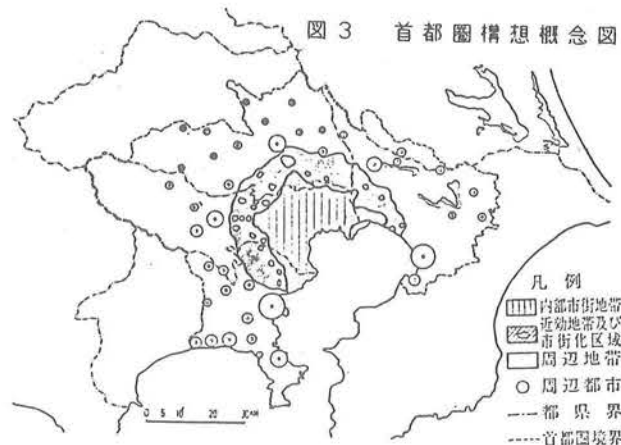 図3 首都圏構想概念図
凡例
内部市街地帯
近効地帯及び
市街化区域
周辺地帯
周辺都市
都県界
首都圏境界
0 5 10 20 30KM